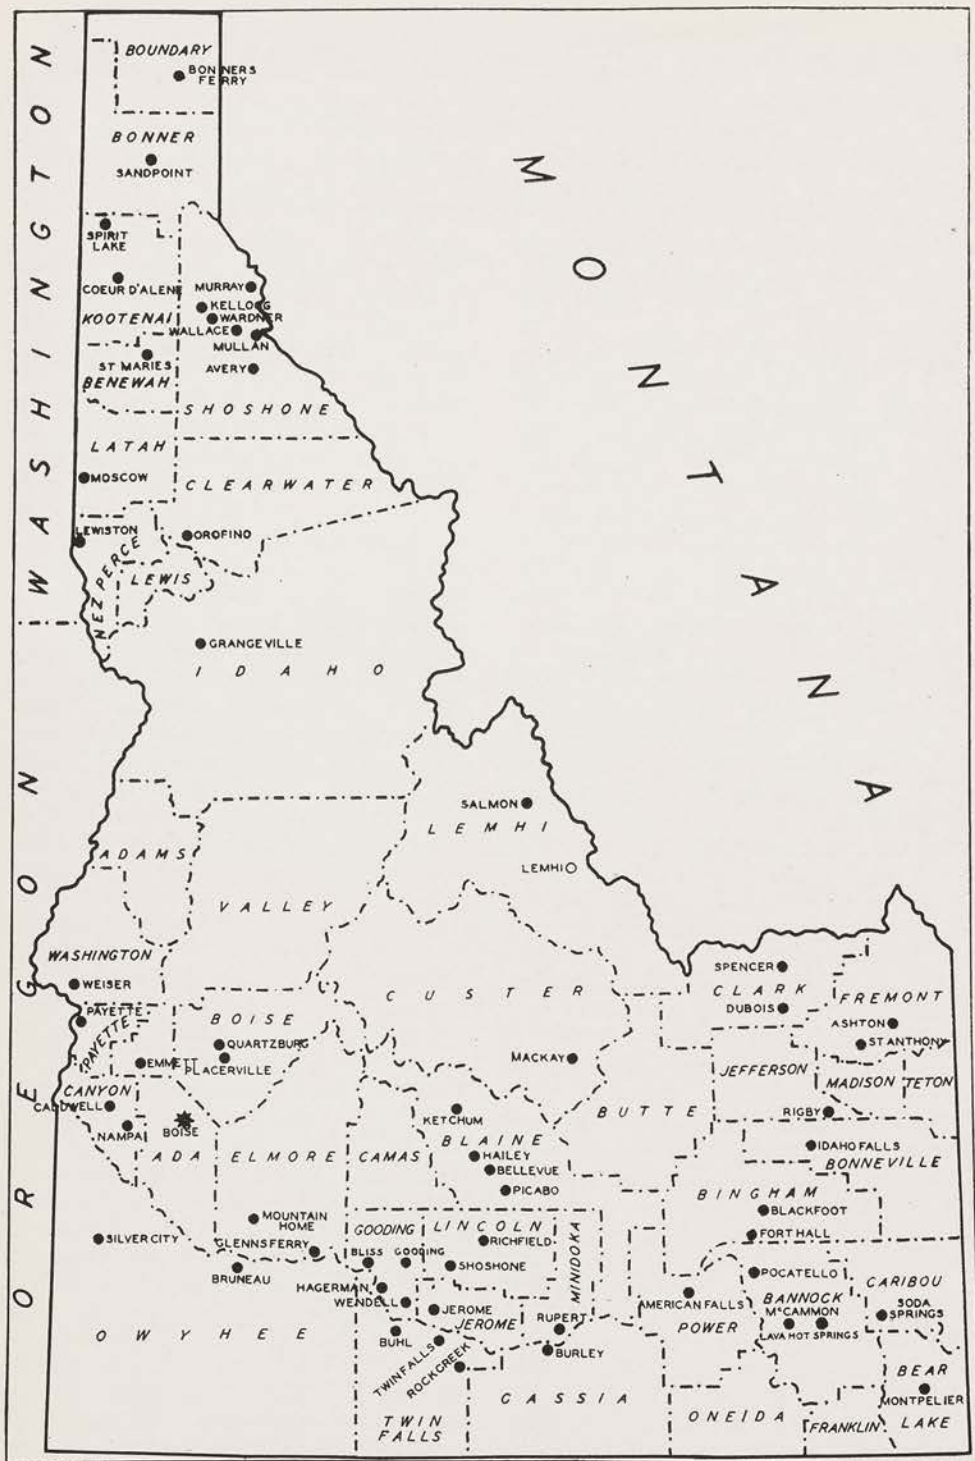 WASHINGTON
OREGON
MONTANA
BOUNDARY
BONNERS
FERRY
BONNER
SANDPOINT
SPIRIT
LAKE
COEUR D'ALENE
KOOTENAI
MURRAY
KELLOGG
WARDNER
WALLACE
MULLAN
ST MARIES
AVERY
BENEWAH
SHOSHONE
LATAH
MOSCOW
CLEARWATER
LEWISTON
OROFINO
NEZ PERCE
LEWIS
GRANGEVILLE
IDAHO
SALMON
LEMHI
LEMHI
ADAMS
VALLEY
WASHINGTON
WEISER
PAYETTE
PAYETTE
BOISE
CUSTER
SPENCER
CLARK
DUBOIS
FREMONT
ASHTON
ST ANTHONY
QUARTZBURG
EMMETT
PLACERVILLE
MACKAY
JEFFERSON
MADISON
TETON
CANYON
CALDWELL
NAMPA
BOISE
KETCHUM
BUTTE
RIGBY
ADA
ELMORE
CAMAS
BLAINE
HAILEY
BELLEVUE
PICABO
IDAHO FALLS
BONNEVILLE
BINGHAM
BLACKFOOT
FORT HALL
SILVER CITY
MOUNTAIN
HOME
GLENNSFERRY
BRUNEAU
GOODING
LINCOLN
RICHFIELD
MINIDOKA
BLISS
GOODING
SHOSHONE
HAGERMAN
WENDELL
JEROME
JEROME
RUPERT
BUHL
BURLEY
TWIN FALLS
ROCK CREEK
AMERICAN FALLS
POCATELLO
BANNOCK
MCCAMMON
LAVA HOT SPRINGS
POWER
CARIBOU
SODA
SPRINGS
OWYHEE
TWIN
FALLS
CASSIA
ONEIDA
FRANKLIN
BEAR
MONTPELIER
LAKE